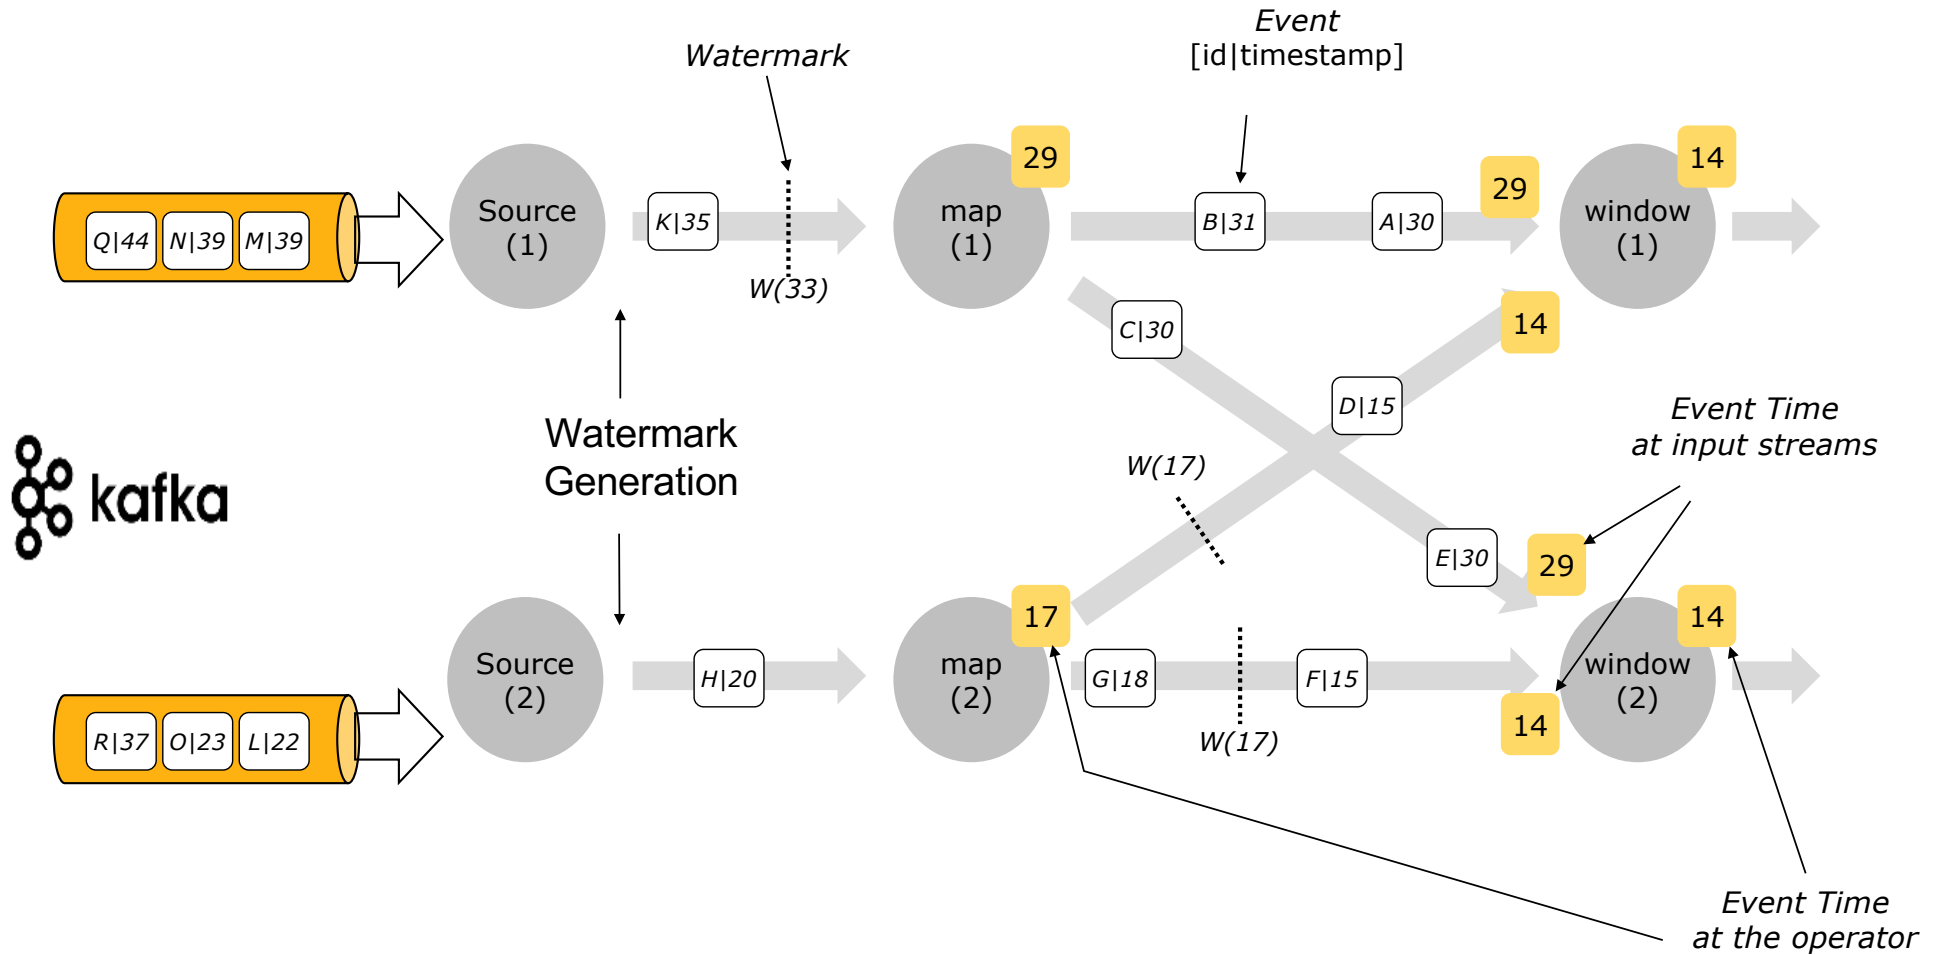 Event
[id|timestamp]
Watermark
29
14
29
Source
(1)
K|35
map
(1)
B|31
A|30
window
(1)
Q|44
N|39
M|39
W(33)
C|30
14
D|15
Event Time
at input streams
Watermark
Generation
W(17)
kafka
E|30
29
17
14
Source
(2)
H|20
map
(2)
G|18
F|15
window
(2)
14
R|37
O|23
L|22
W(17)
Event Time
at the operator